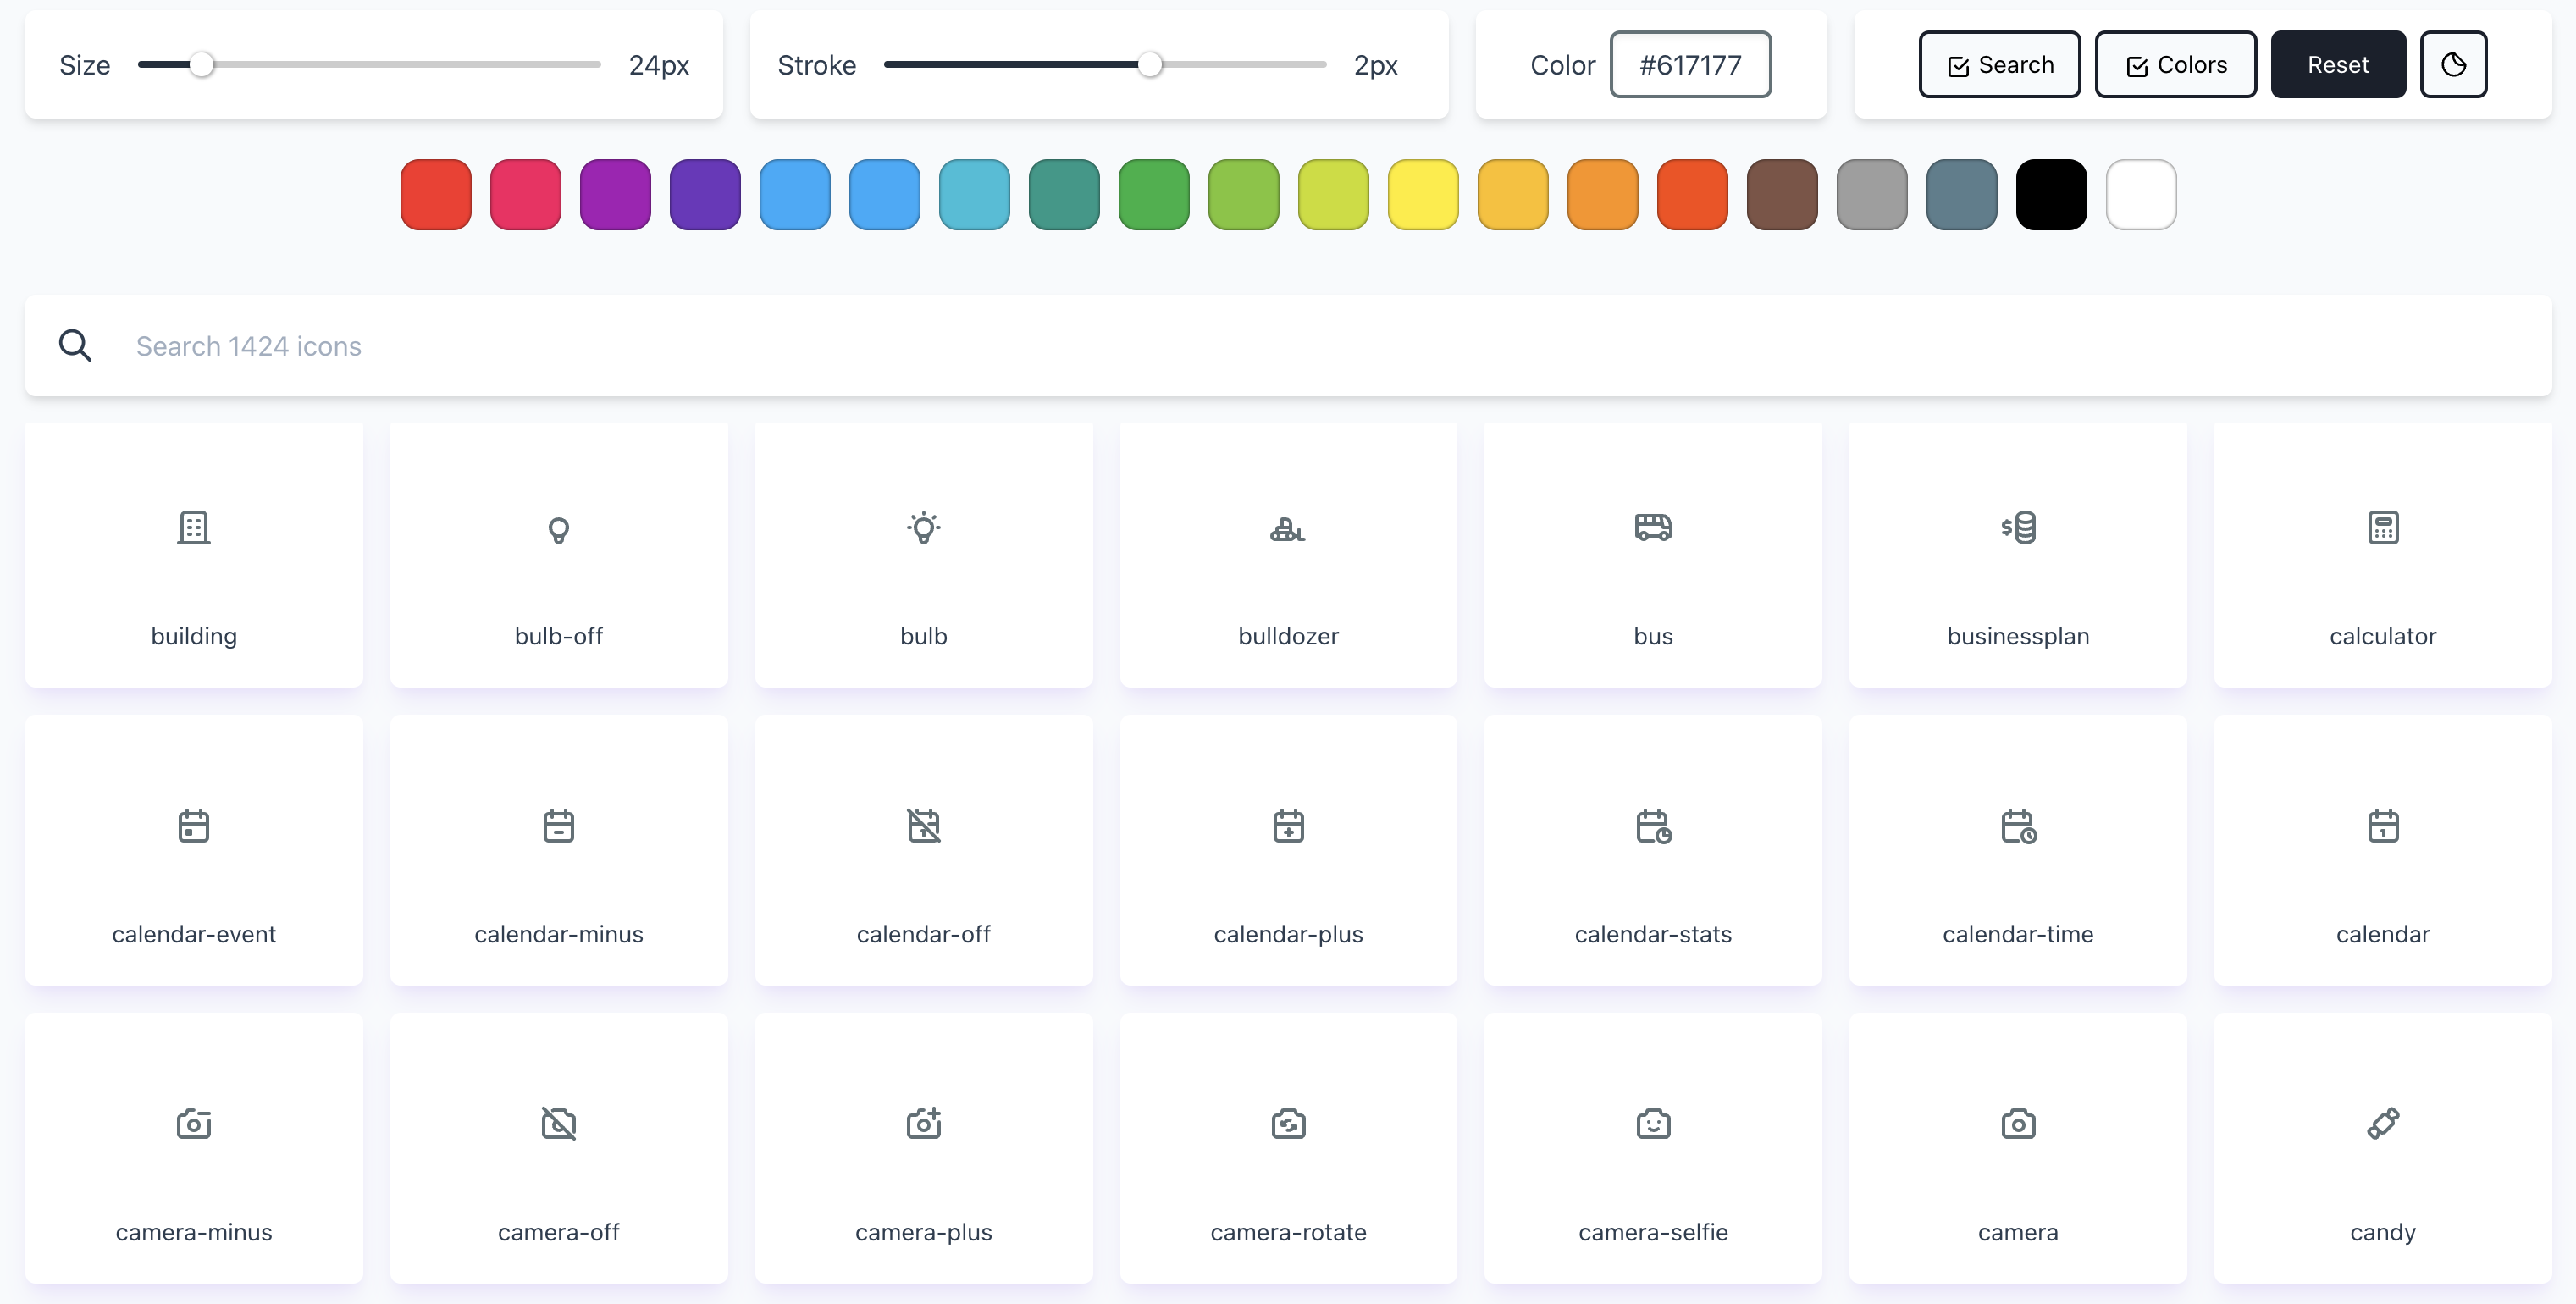 Size 24px Stroke 2px Color #617177 Search Colors Reset
Search 1424 icons
building bulb-off bulb bulldozer bus businessplan calculator
calendar-event calendar-minus calendar-off calendar-plus calendar-stats calendar-time calendar
camera-minus camera-off camera-plus camera-rotate camera-selfie camera candy